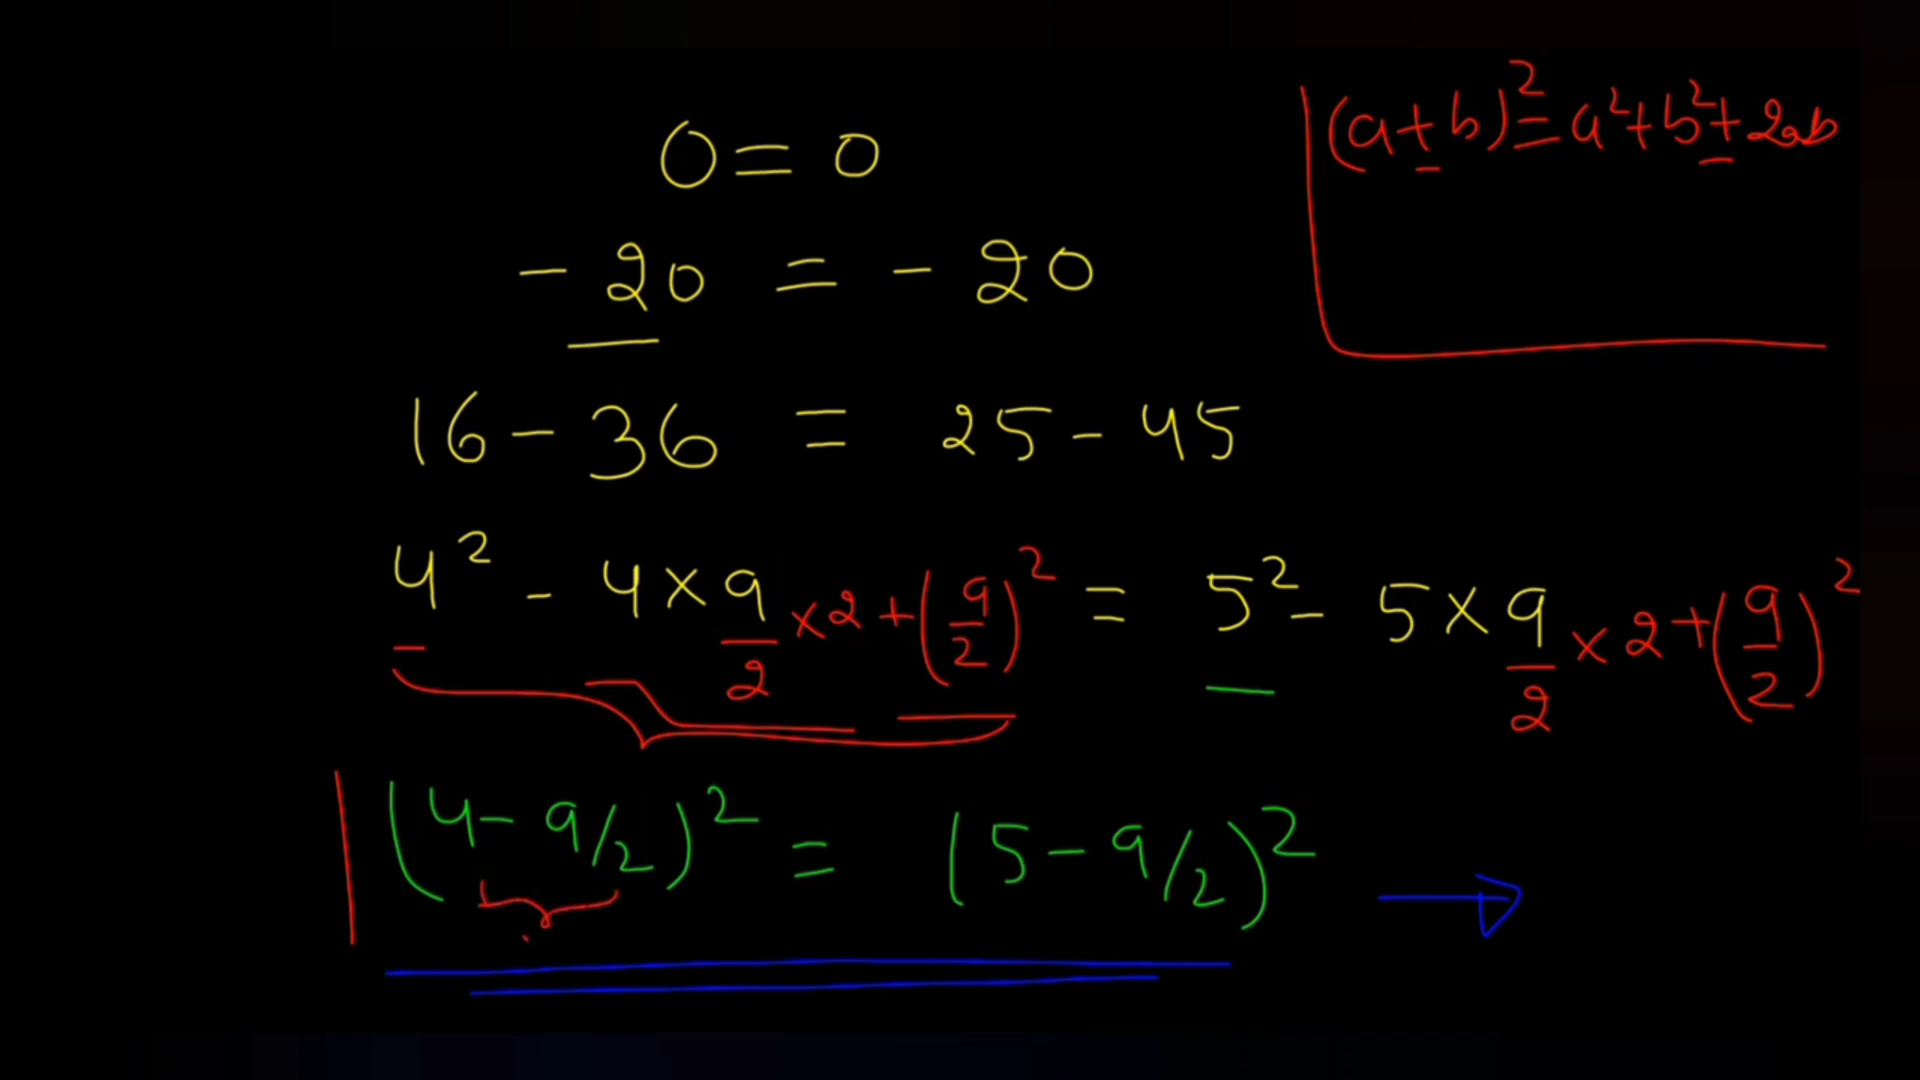 0 = 0
(a ± b)² = a² + b² ± 2ab
- 20 = - 20
16 - 36 = 25 - 45
4² - 4 × 9/2 × 2 + (9/2)² = 5² - 5 × 9/2 × 2 + (9/2)²
(4 - 9/2)² = (5 - 9/2)² →